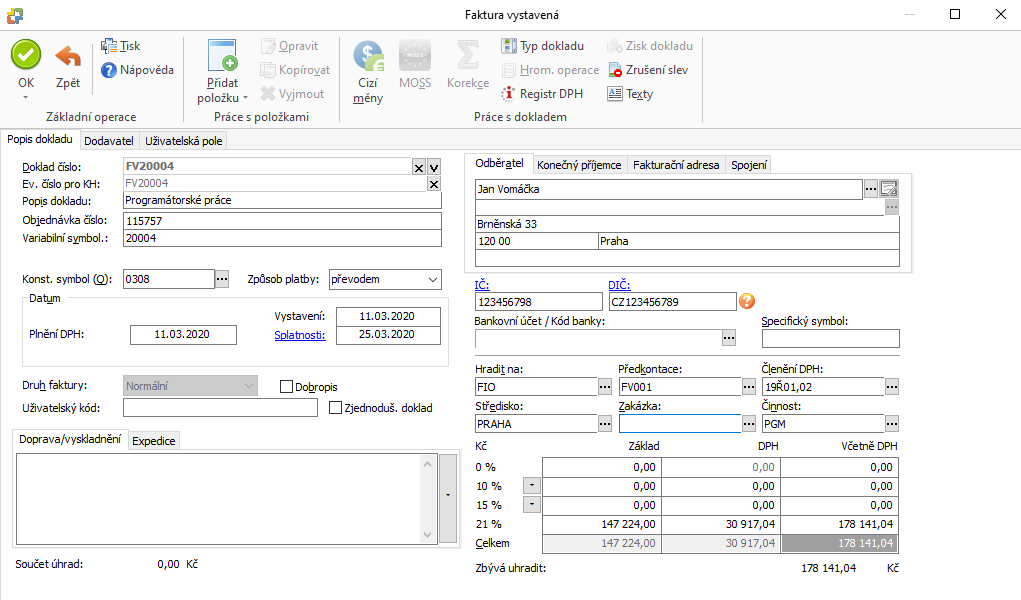 Faktura vystavená
OK
Zpět
Tisk
Nápověda
Základní operace
Přidat
položku
Opravit
Kopírovat
Vyjmout
Práce s položkami
Cizí
měny
MOSS
MOSS
Korekce
Typ dokladu
Hrom. operace
Registr DPH
Zisk dokladu
Zrušení slev
Texty
Práce s dokladem
Popis dokladu Dodavatel Uživatelská pole
Doklad číslo: FV20004
Ev. číslo pro KH: FV20004
Popis dokladu: Programátorské práce
Objednávka číslo: 115757
Variabilní symbol.: 20004
Konst. symbol (Q): 0308 Způsob platby: převodem
Datum
Vystavení: 11.03.2020
Plnění DPH: 11.03.2020 Splatnosti: 25.03.2020
Druh faktury: Normální Dobropis
Uživatelský kód: Zjednoduš. doklad
Doprava/vyskladnění Expedice
Součet úhrad: 0,00 Kč
Odběratel Konečný příjemce Fakturační adresa Spojení
Jan Vomáčka
Brněnská 33
120 00 Praha
IČ: DIČ:
123456798 CZ123456789
Bankovní účet / Kód banky: Specifický symbol:
Hradit na: Předkontace: Členění DPH:
FIO FV001 19Ř01,02
Středisko: Zakázka: Činnost:
PRAHA PGM
Kč Základ DPH Včetně DPH
0 % 0,00 0,00 0,00
10 % 0,00 0,00 0,00
15 % 0,00 0,00 0,00
21 % 147 224,00 30 917,04 178 141,04
Celkem 147 224,00 30 917,04 178 141,04
Zbývá uhradit: 178 141,04 Kč